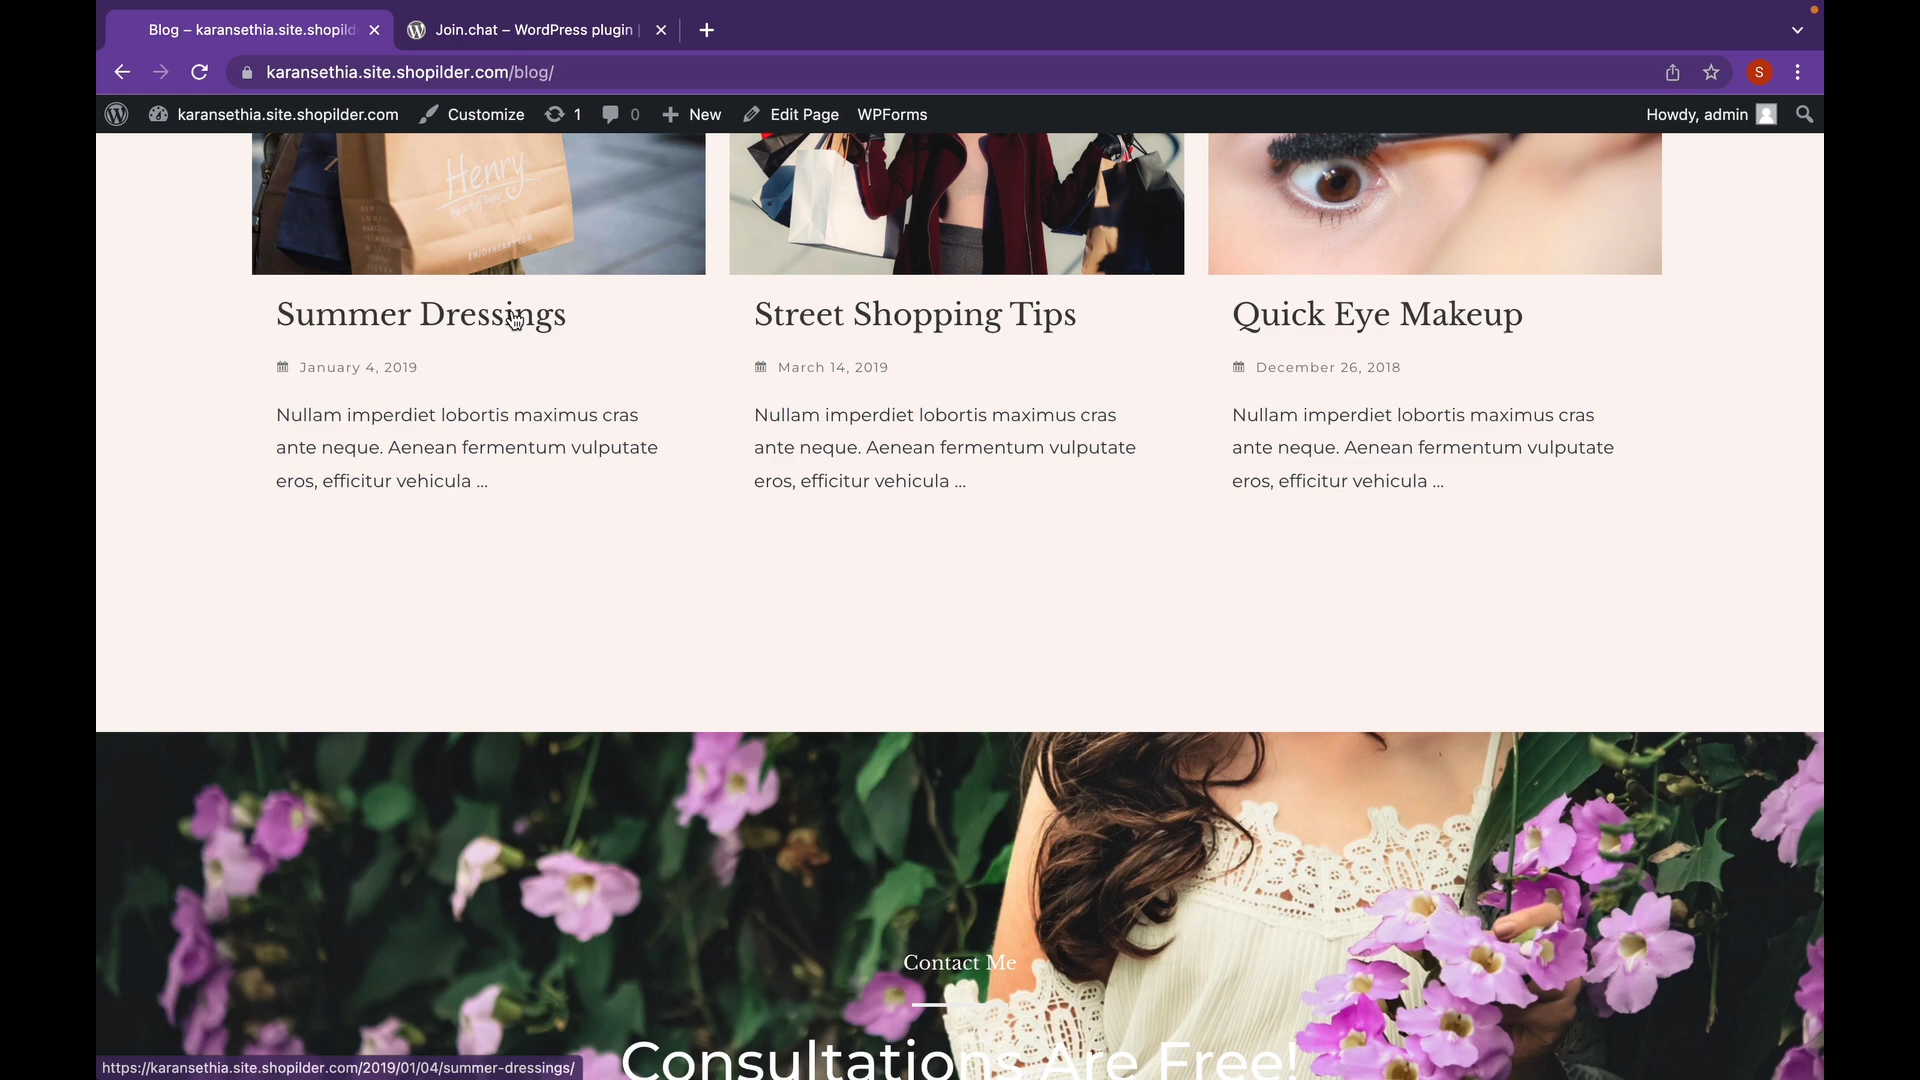 Blog – karansethia.site.shopild
Join.chat – WordPress plugin |
karansethia.site.shopilder.com/blog/
S
karansethia.site.shopilder.com
Customize
1
0
New
Edit Page
WPForms
Howdy, admin
Henry
ENJOYHENRY.COM
Summer Dressings
January 4, 2019
Nullam imperdiet lobortis maximus cras
ante neque. Aenean fermentum vulputate
eros, efficitur vehicula ...
Street Shopping Tips
March 14, 2019
Nullam imperdiet lobortis maximus cras
ante neque. Aenean fermentum vulputate
eros, efficitur vehicula ...
Quick Eye Makeup
December 26, 2018
Nullam imperdiet lobortis maximus cras
ante neque. Aenean fermentum vulputate
eros, efficitur vehicula ...
Contact Me
Consultations Are Free!
https://karansethia.site.shopilder.com/2019/01/04/summer-dressings/